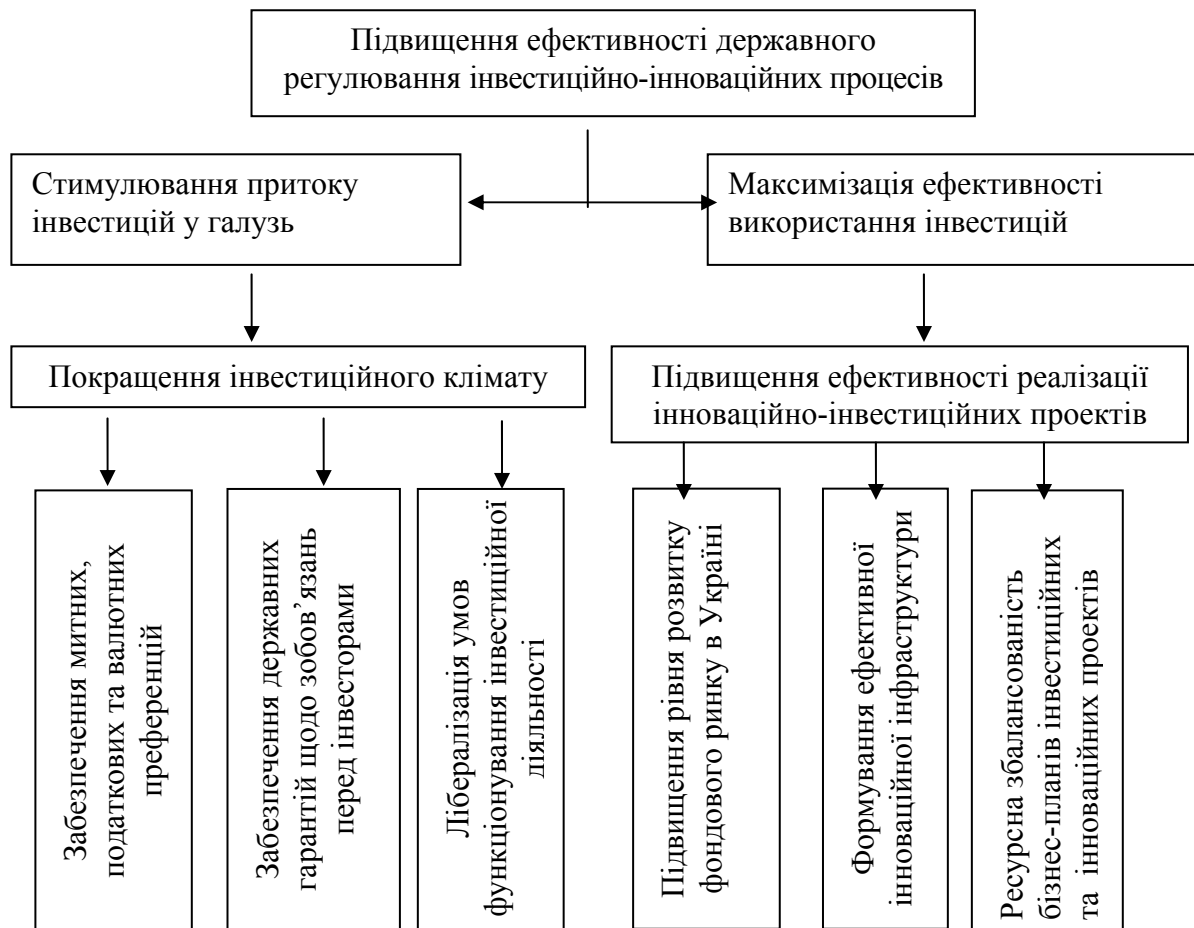 Підвищення ефективності державного
регулювання інвестиційно-інноваційних процесів
Стимулювання притоку
інвестицій у галузь
Максимізація ефективності
використання інвестицій
Покращення інвестиційного клімату
Підвищення ефективності реалізації
інноваційно-інвестиційних проектів
Забезпечення митних,
податкових та валютних
преференцій
Забезпечення державних
гарантій щодо зобов’язань
перед інвесторами
Лібералізація умов
функціонування інвестиційної
діяльності
Підвищення рівня розвитку
фондового ринку в Україні
Формування ефективної
інноваційної інфраструктури
Ресурсна збалансованість
бізнес-планів інвестиційних
та інноваційних проектів